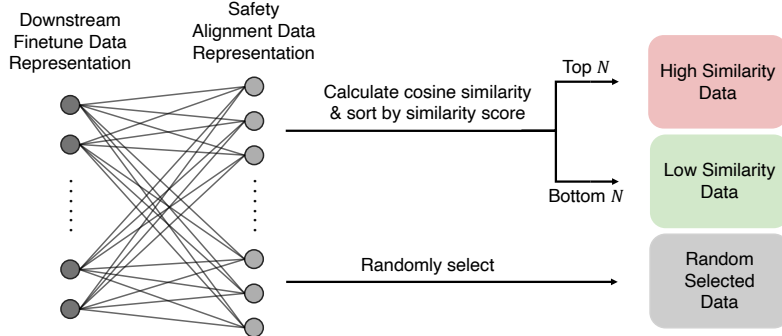 Downstream
Finetune Data
Representation
Safety
Alignment Data
Representation
Calculate cosine similarity
& sort by similarity score
Top N
Bottom N
High Similarity
Data
Low Similarity
Data
Randomly select
Random
Selected
Data